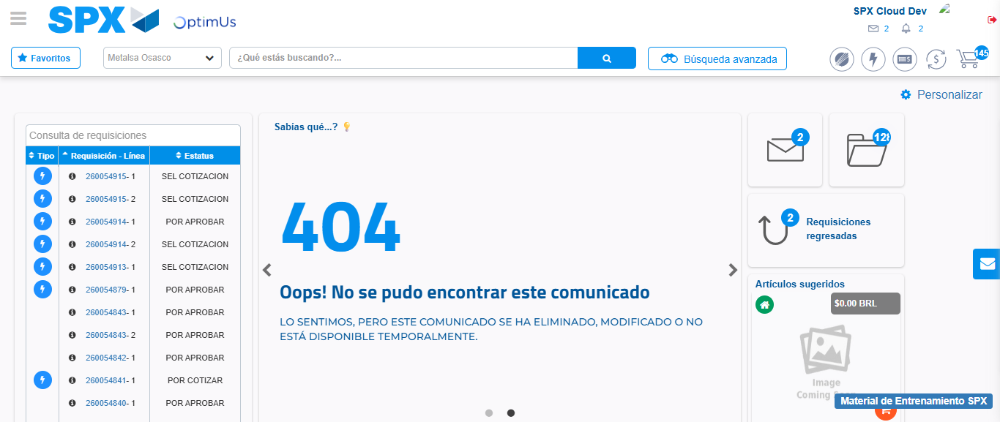 SPX
OptimUs
SPX Cloud Dev
2
2
Favoritos
Metalsa Osasco
¿Qué estás buscando?...
Búsqueda avanzada
145
Personalizar
Consulta de requisiciones
Tipo
Requisición - Línea
Estatus
260054915- 1
SEL COTIZACION
260054915- 2
SEL COTIZACION
260054914- 1
POR APROBAR
260054914- 2
SEL COTIZACION
260054913- 1
SEL COTIZACION
260054879- 1
POR APROBAR
260054843- 1
POR APROBAR
260054843- 2
POR APROBAR
260054842- 1
POR APROBAR
260054841- 1
POR COTIZAR
260054840- 1
POR APROBAR
Sabías qué...?
404
Oops! No se pudo encontrar este comunicado
LO SENTIMOS, PERO ESTE COMUNICADO SE HA ELIMINADO, MODIFICADO O NO
ESTÁ DISPONIBLE TEMPORALMENTE.
2
2
Requisiciones
regresadas
Artículos sugeridos
$0.00 BRL
Image
Coming
Material de Entrenamiento SPX